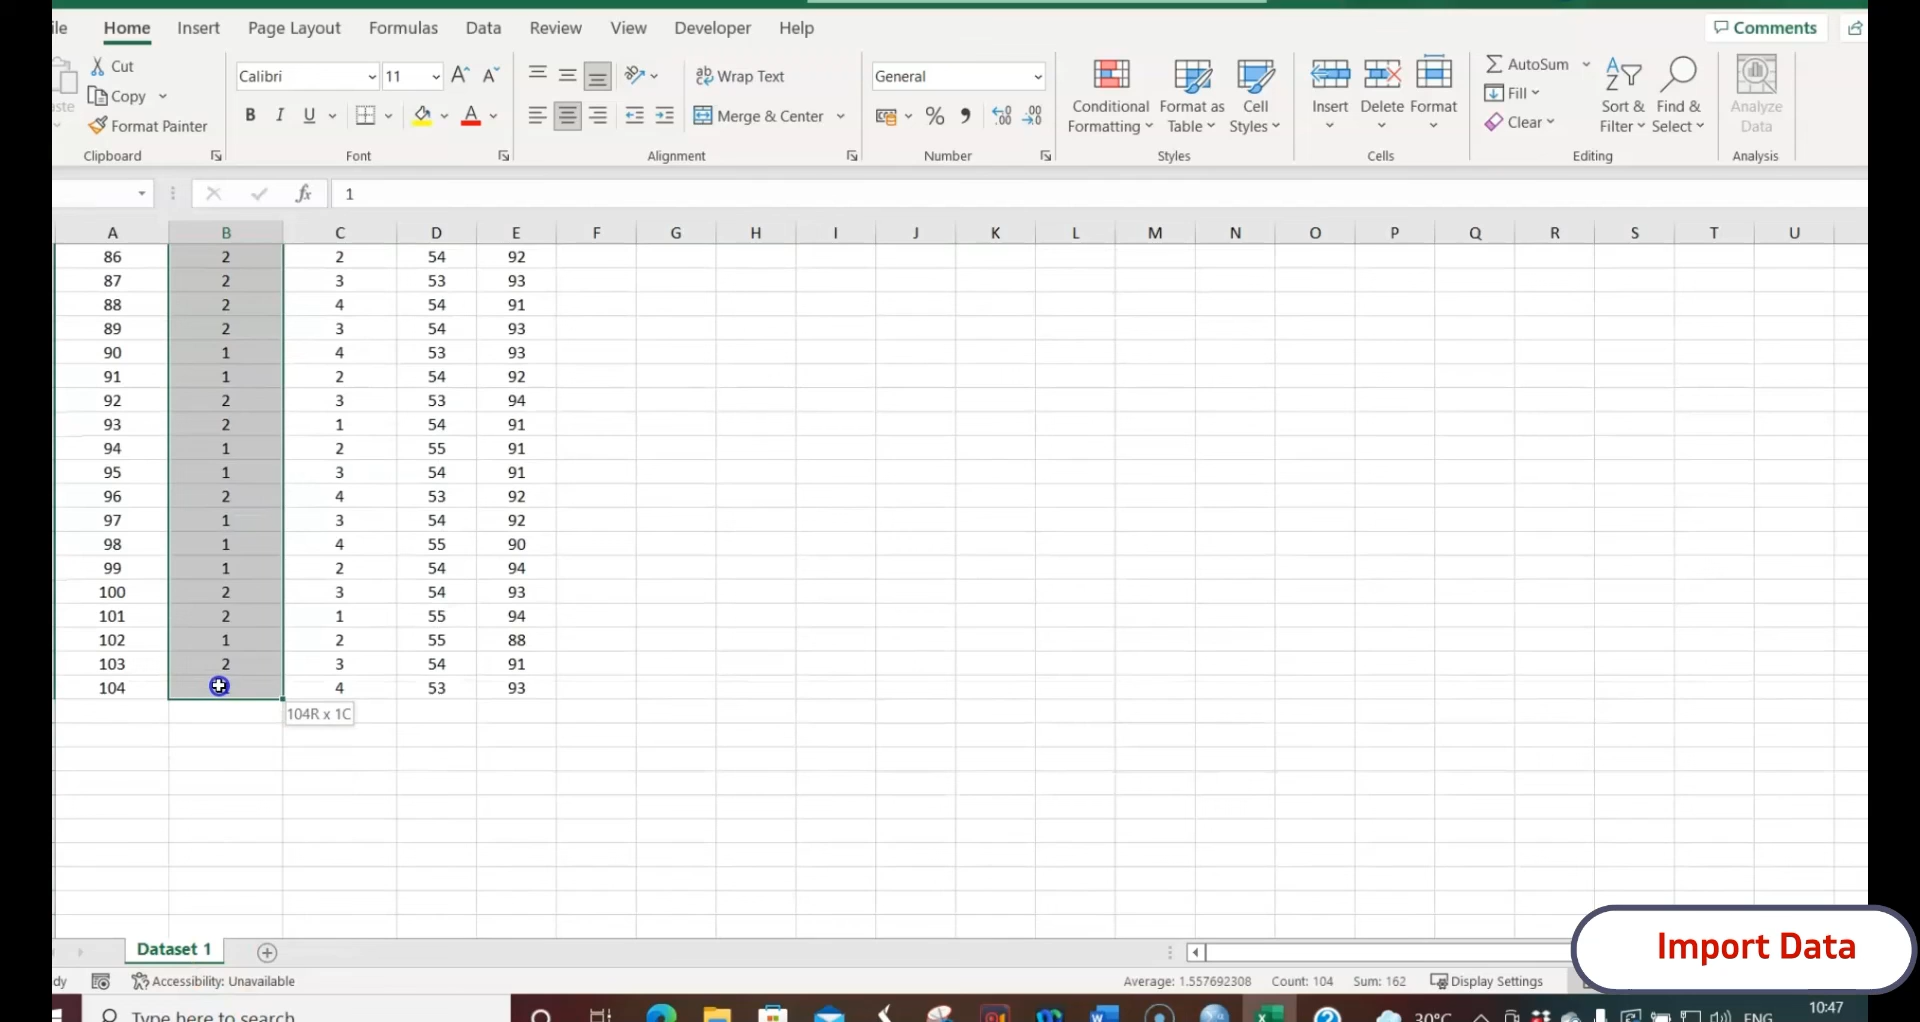 ile Home Insert Page Layout Formulas Data Review View Developer Help Comments
Cut
Copy
Format Painter
Clipboard
Calibri 11
B I U
Font
Wrap Text
Merge & Center
Alignment
General
Number
Conditional Formatting
Format as Table
Cell Styles
Styles
Insert Delete Format
Cells
AutoSum
Fill
Clear
Sort & Filter
Find & Select
Editing
Analyze Data
Analysis
fx 1
A B C D E F G H I J K L M N O P Q R S T U
86 2 2 54 92
87 2 3 53 93
88 2 4 54 91
89 2 3 54 93
90 1 4 53 93
91 1 2 54 92
92 2 3 53 94
93 2 1 54 91
94 1 2 55 91
95 1 3 54 91
96 2 4 53 92
97 1 3 54 92
98 1 4 55 90
99 1 2 54 94
100 2 3 54 93
101 2 1 55 94
102 1 2 55 88
103 2 3 54 91
104 4 53 93
104R x 1C
Dataset 1
Import Data
dy Accessibility: Unavailable Average: 1.557692308 Count: 104 Sum: 162 Display Settings
Type here to search 30°C ENG 10:47